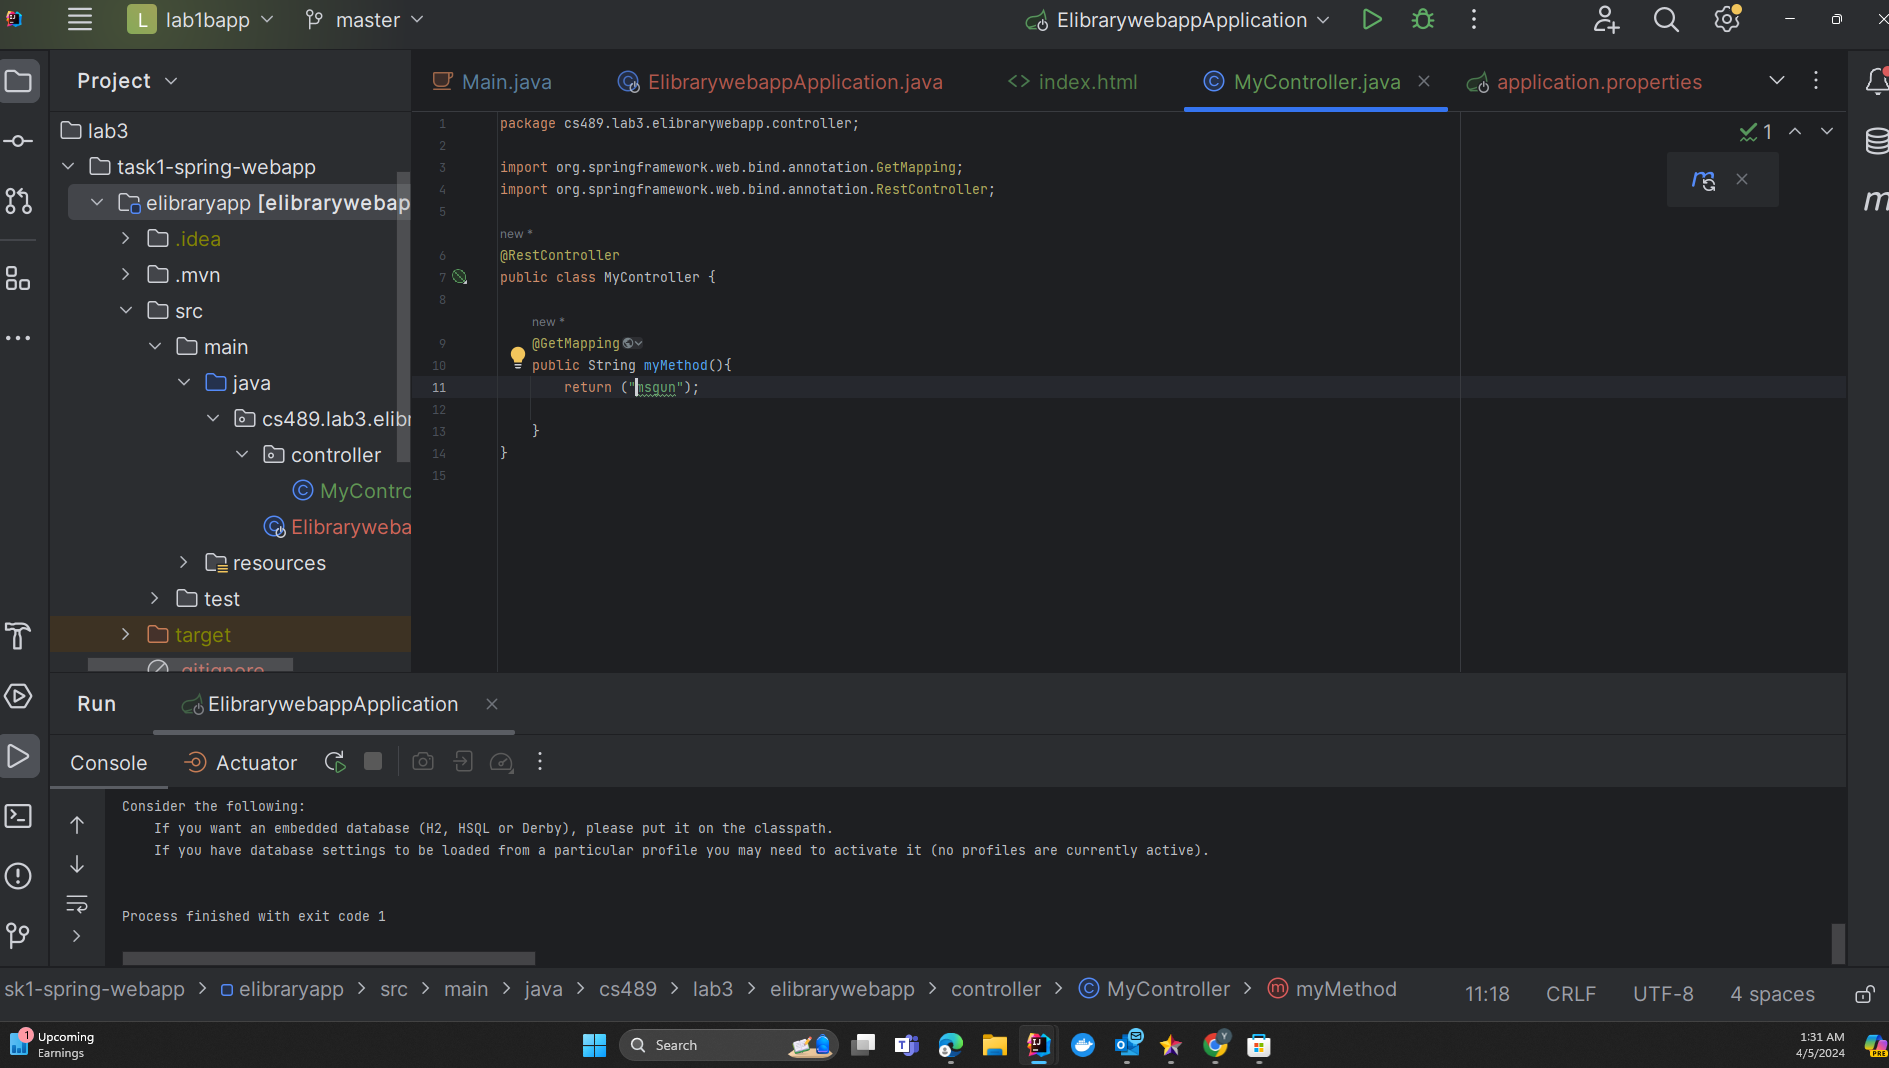 L lab1bapp master ElibrarywebappApplication
Project
Main.java ElibrarywebappApplication.java index.html MyController.java application.properties
lab3
task1-spring-webapp
elibraryapp [elibrarywebap
.idea
.mvn
src
main
java
cs489.lab3.elibr
controller
MyContro
Elibraryweba
resources
test
target
.gitignore
1 package cs489.lab3.elibrarywebapp.controller;
2
3 import org.springframework.web.bind.annotation.GetMapping;
4 import org.springframework.web.bind.annotation.RestController;
5
new *
6 @RestController
7 public class MyController {
8
new *
9 @GetMapping
10 public String myMethod(){
11 return ("msgun");
12
13 }
14 }
15
1
m
Run ElibrarywebappApplication
Console Actuator
Consider the following:
If you want an embedded database (H2, HSQL or Derby), please put it on the classpath.
If you have database settings to be loaded from a particular profile you may need to activate it (no profiles are currently active).
Process finished with exit code 1
sk1-spring-webapp > elibraryapp > src > main > java > cs489 > lab3 > elibrarywebapp > controller > MyController > myMethod 11:18 CRLF UTF-8 4 spaces
1 Upcoming
Earnings
Search
1:31 AM
4/5/2024
PRE